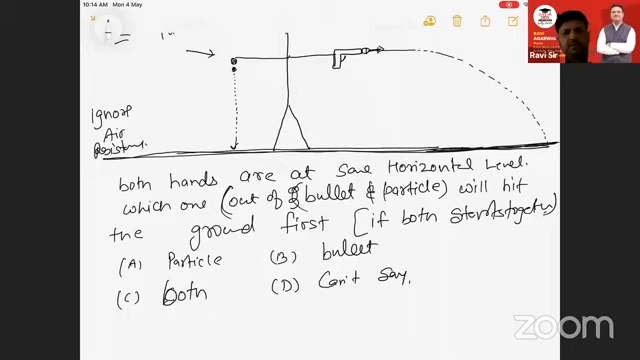 10:14 AM Mon 4 May
A =
RAVI
AGARWAL
Ravi Sir
Ignore
Air
Resistance.
both hands are at same Horizontal level.
which one (out of bullet & particle) will hit
the ground first [if both starts together)
(A) Particle (B) bullet
(C) both (D) Can't say.
zoom